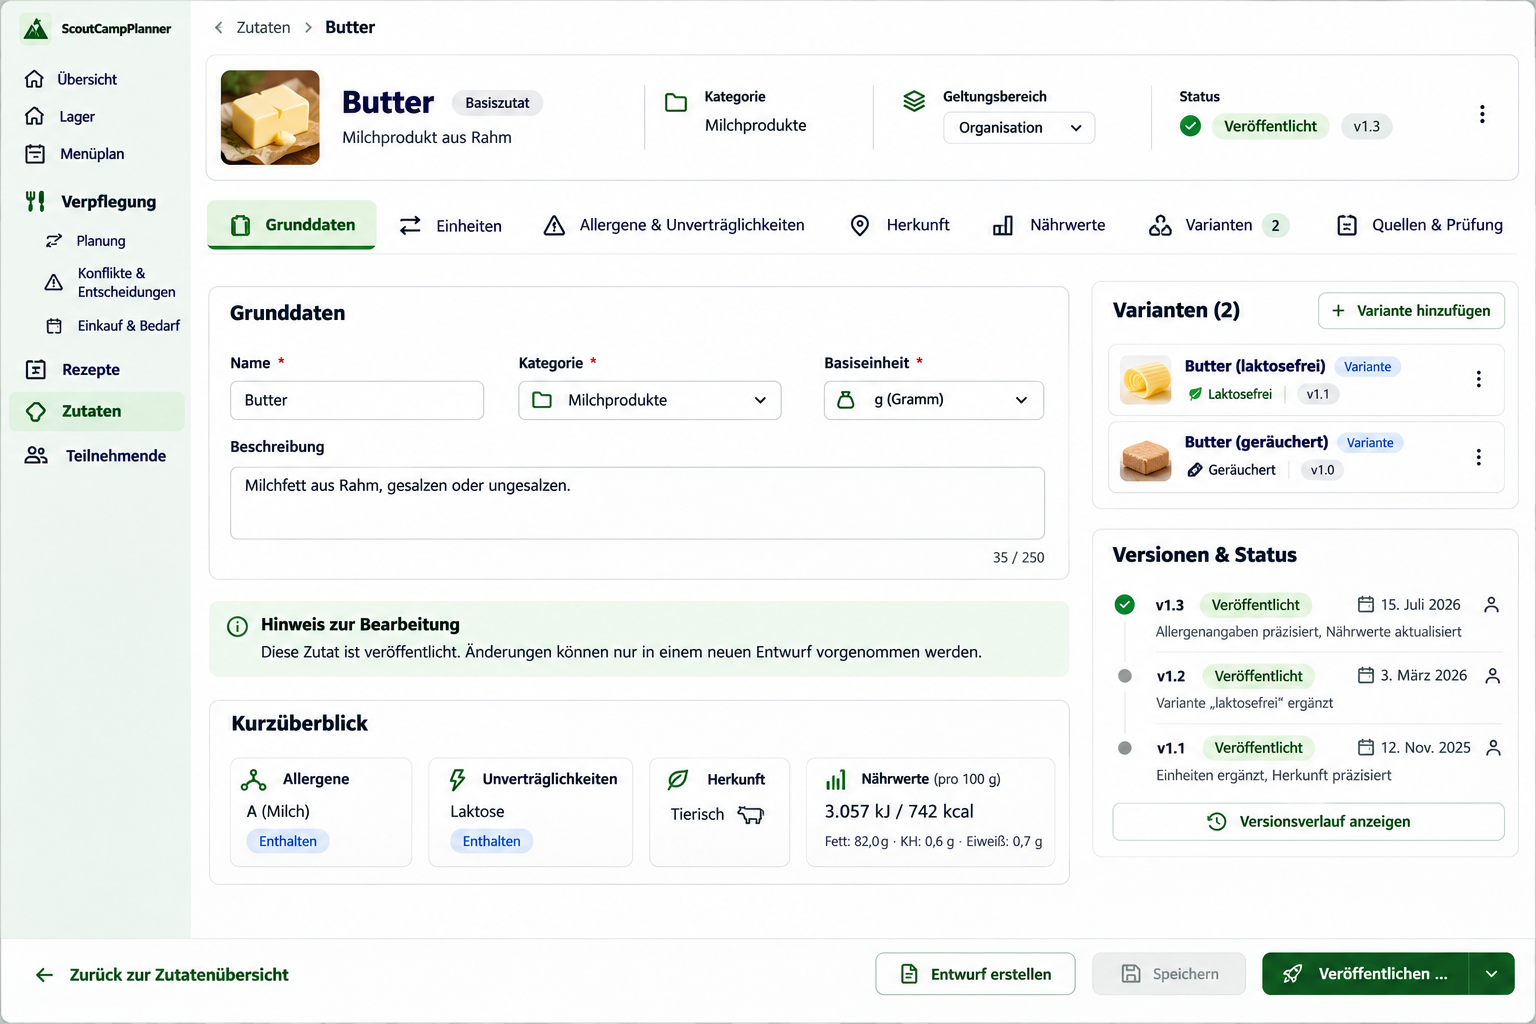 ScoutCampPlanner
Übersicht
Lager
Menüplan
Verpflegung
Planung
Konflikte &
Entscheidungen
Einkauf & Bedarf
Rezepte
Zutaten
Teilnehmende
Zutaten
Butter
Butter
Basiszutat
Milchprodukt aus Rahm
Kategorie
Milchprodukte
Geltungsbereich
Organisation
Status
Veröffentlicht
v1.3
Grunddaten
Einheiten
Allergene & Unverträglichkeiten
Herkunft
Nährwerte
Varianten 2
Quellen & Prüfung
Grunddaten
Name *
Butter
Kategorie *
Milchprodukte
Basiseinheit *
g (Gramm)
Beschreibung
Milchfett aus Rahm, gesalzen oder ungesalzen.
35 / 250
Hinweis zur Bearbeitung
Diese Zutat ist veröffentlicht. Änderungen können nur in einem neuen Entwurf vorgenommen werden.
Kurzüberblick
Allergene
A (Milch)
Enthalten
Unverträglichkeiten
Laktose
Enthalten
Herkunft
Tierisch
Nährwerte (pro 100 g)
3.057 kJ / 742 kcal
Fett: 82,0 g · KH: 0,6 g · Eiweiß: 0,7 g
Varianten (2)
+ Variante hinzufügen
Butter (laktosefrei) Variante
Laktosefrei v1.1
Butter (geräuchert) Variante
Geräuchert v1.0
Versionen & Status
v1.3 Veröffentlicht 15. Juli 2026
Allergenangaben präzisiert, Nährwerte aktualisiert
v1.2 Veröffentlicht 3. März 2026
Variante „laktosefrei“ ergänzt
v1.1 Veröffentlicht 12. Nov. 2025
Einheiten ergänzt, Herkunft präzisiert
Versionsverlauf anzeigen
Zurück zur Zutatenübersicht
Entwurf erstellen
Speichern
Veröffentlichen ...